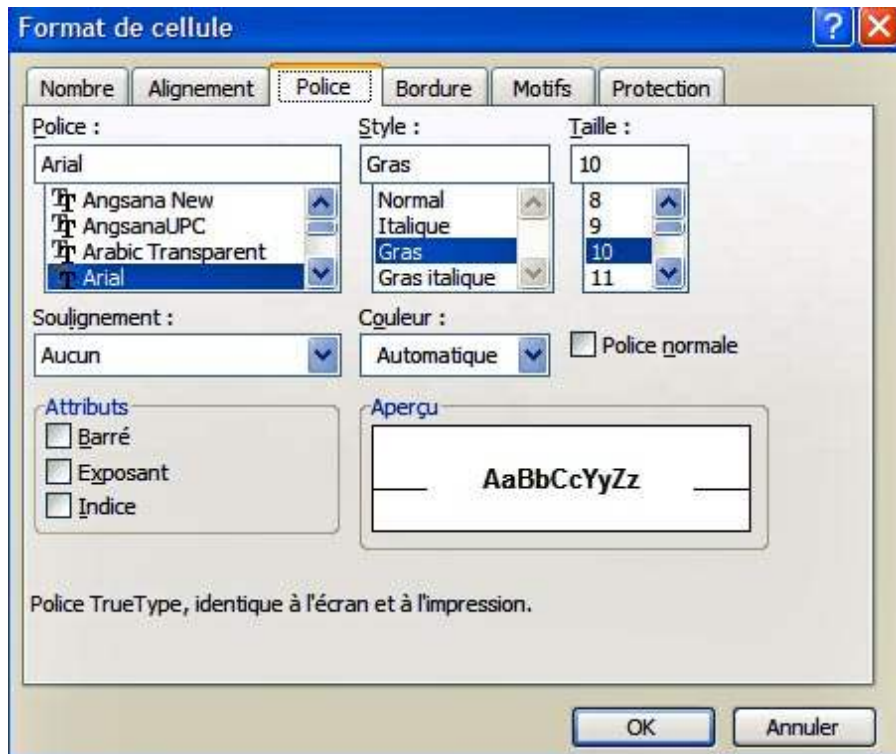 Format de cellule
Nombre Alignement Police Bordure Motifs Protection
Police : Style : Taille :
Arial Gras 10
Angsana New Normal 8
AngsanaUPC Italique 9
Arabic Transparent Gras 10
Arial Gras italique 11
Soulignement : Couleur :
Aucun Automatique Police normale
Attributs Aperçu
Barré
Exposant AaBbCcYyZz
Indice
Police TrueType, identique à l'écran et à l'impression.
OK Annuler